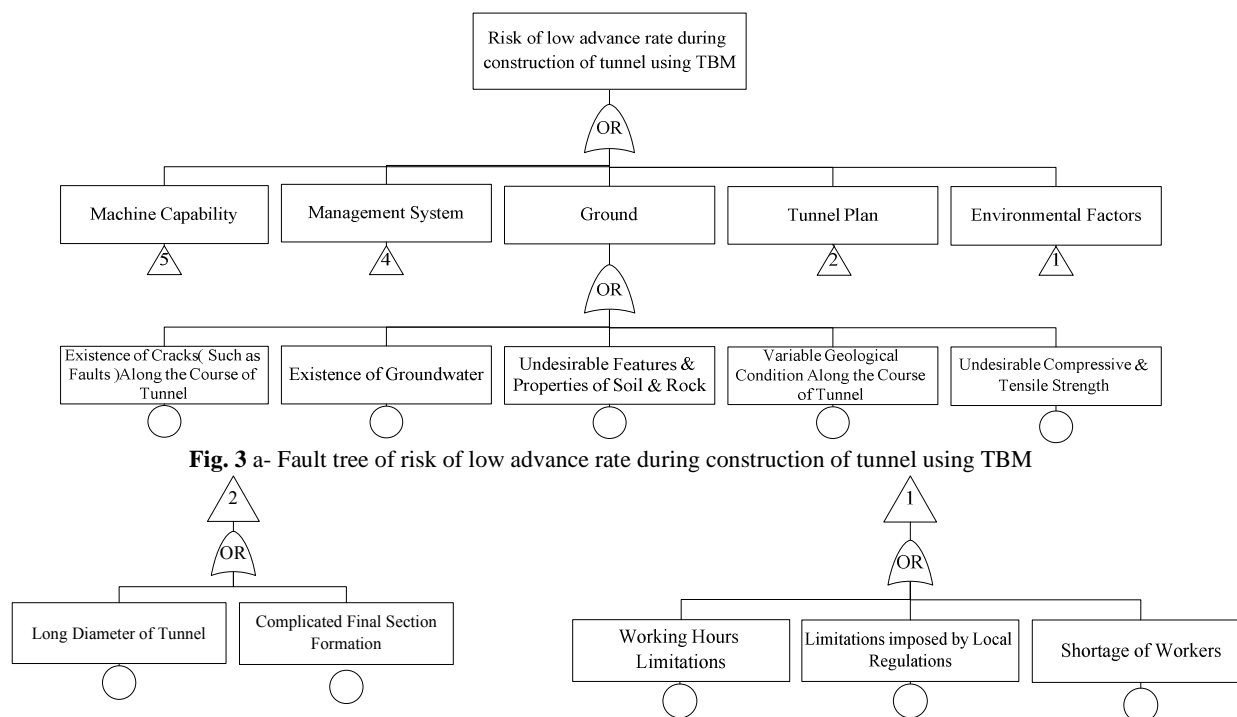 Risk of low advance rate during
construction of tunnel using TBM
OR
Machine Capability
Management System
Ground
Tunnel Plan
Environmental Factors
5
4
OR
2
1
Existence of Cracks( Such as
Faults )Along the Course of
Tunnel
Existence of Groundwater
Undesirable Features &
Properties of Soil & Rock
Variable Geological
Condition Along the Course
of Tunnel
Undesirable Compressive &
Tensile Strength
Fig. 3 a- Fault tree of risk of low advance rate during construction of tunnel using TBM
2
OR
Long Diameter of Tunnel
Complicated Final Section
Formation
1
OR
Working Hours
Limitations
Limitations imposed by Local
Regulations
Shortage of Workers